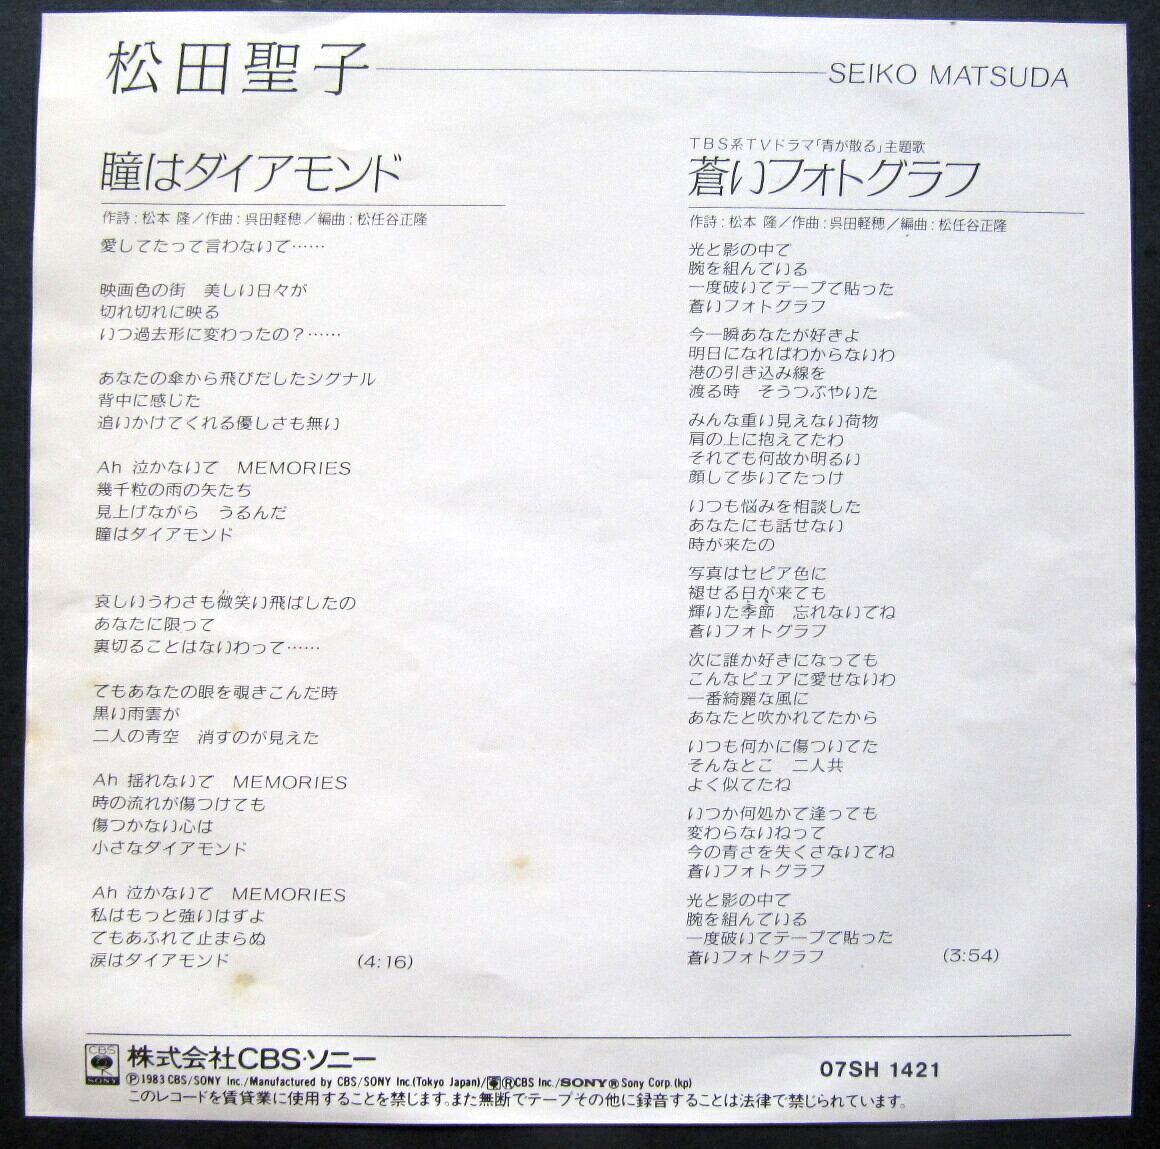 松田聖子
SEIKO MATSUDA
瞳はダイアモンド
作詩：松本 隆／作曲：呉田軽穂／編曲：松任谷正隆
愛してたって言わないで……
映画色の街　美しい日々が
切れ切れに映る
いつ過去形に変わったの？……
あなたの傘から飛びだしたシグナル
背中に感じた
追いかけてくれる優しさも無い
Ah 泣かないで　MEMORIES
幾千粒の雨の矢たち
見上げながら　うるんだ
瞳はダイアモンド
哀しいうわさも微笑い飛ばしたの
あなたに限って
裏切ることはないわって……
でもあなたの眼を覗きこんだ時
黒い雨雲が
二人の青空　消すのが見えた
Ah 揺れないで　MEMORIES
時の流れが傷つけても
傷つかない心は
小さなダイアモンド
Ah 泣かないで　MEMORIES
私はもっと強いはずよ
でもあふれて止まらぬ
涙はダイアモンド
(4:16)
TBS系TVドラマ「青が散る」主題歌
蒼いフォトグラフ
作詩：松本 隆／作曲：呉田軽穂／編曲：松任谷正隆
光と影の中で
腕を組んでいる
一度破いてテープで貼った
蒼いフォトグラフ
今一瞬あなたが好きよ
明日になればわからないわ
港の引き込み線を
渡る時　そうつぶやいた
みんな重い見えない荷物
肩の上に抱えてたわ
それでも何故か明るい
顔して歩いてたっけ
いつも悩みを相談した
あなたにも話せない
時が来たの
写真はセピア色に
褪せる日が来ても
輝いた季節　忘れないでね
蒼いフォトグラフ
次に誰か好きになっても
こんなピュアに愛せないわ
一番綺麗な風に
あなたと吹かれてたから
いつも何かに傷ついてた
そんなとこ　二人共
よく似てたね
いつか何処かで逢っても
変わらないねって
今の青さを失くさないでね
蒼いフォトグラフ
光と影の中で
腕を組んでいる
一度破いてテープで貼った
蒼いフォトグラフ
(3:54)
CBS
SONY
株式会社CBS・ソニー
07SH 1421
Ⓟ1983 CBS/SONY Inc./Manufactured by CBS/SONY Inc.(Tokyo Japan)/ⓇCBS Inc./SONY Ⓡ Sony Corp.(kp)
このレコードを賃貸業に使用することを禁じます。また無断でテープその他に録音することは法律で禁じられています。